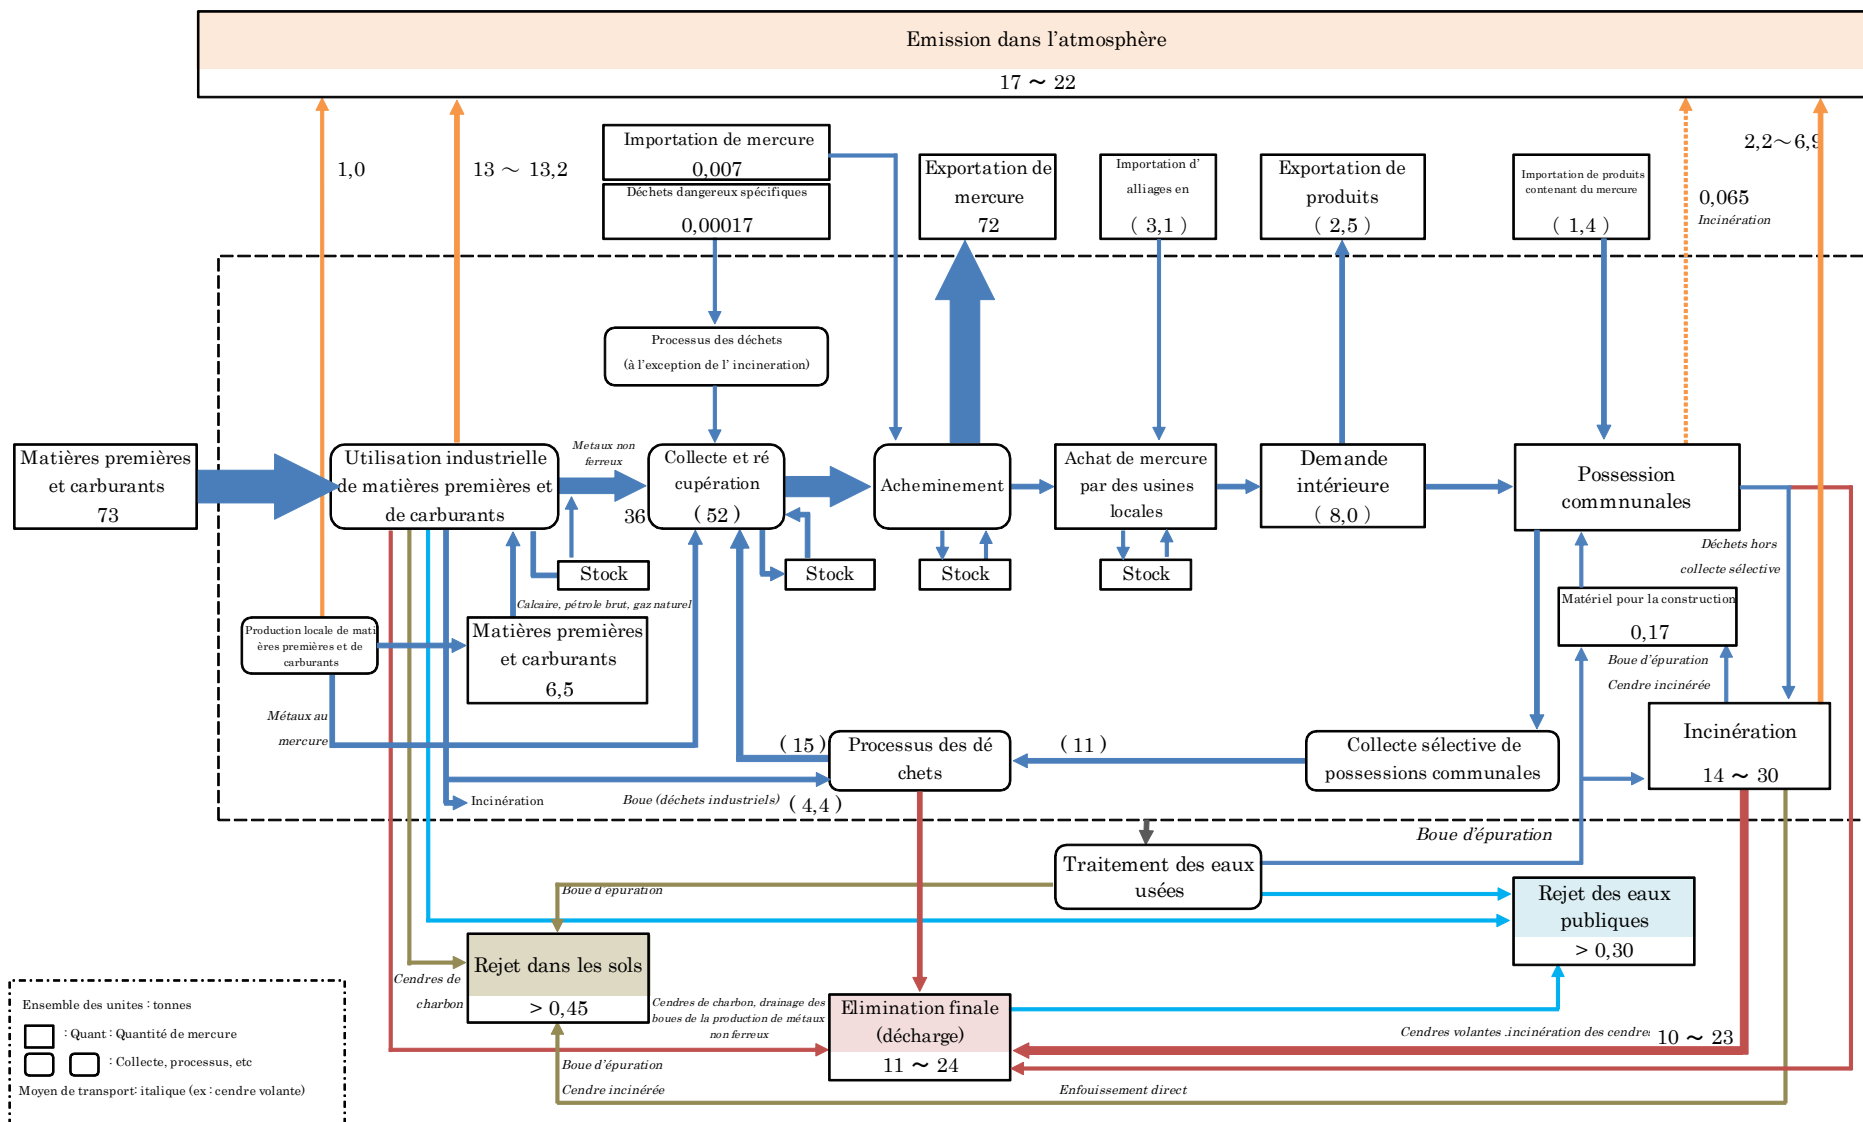 Emission dans l'atmosphère
17 ～ 22
1,0
13 ～ 13,2
Importation de mercure
0,007
Déchets dangereux spécifiques
0,00017
Exportation de
mercure
72
Importation d'
alliages en
( 3,1 )
Exportation de
produits
( 2,5 )
Importation de produits
contenant du mercure
( 1,4 )
0,065
Incinération
2,2～6,9
Processus des déchets
(à l'exception de l' incineration)
Matières premières
et carburants
73
Utilisation industrielle
de matières premières et
de carburants
Metaux non
ferreux
36
Collecte et ré
cupération
( 52 )
Acheminement
Achat de mercure
par des usines
locales
Demande
intérieure
( 8,0 )
Possession
commnunales
Stock
Stock
Stock
Stock
Déchets hors
collecte sélective
Calcaire, pétrole brut, gaz naturel
Production locale de mati
ères premières et de
carburants
Matières premières
et carburants
6,5
Matériel pour la construction
0,17
Boue d'épuration
Cendre incinérée
Métaux au
mercure
( 15 )
Processus des dé
chets
( 11 )
Collecte sélective de
possessions communales
Incinération
14 ～ 30
Incinération
Boue (déchets industriels)
( 4,4 )
Boue d'épuration
Traitement des eaux
usées
Boue d'épuration
Rejet des eaux
publiques
> 0,30
Rejet dans les sols
> 0,45
Cendres de
charbon
Cendres de charbon, drainage des
boues de la production de métaux
non ferreux
Elimination finale
(décharge)
11 ～ 24
Cendres volantes .incinération des cendres
10 ～ 23
Boue d'épuration
Cendre incinérée
Enfouissement direct
Ensemble des unites : tonnes
: Quant : Quantité de mercure
: Collecte, processus, etc
Moyen de transport: italique (ex : cendre volante)